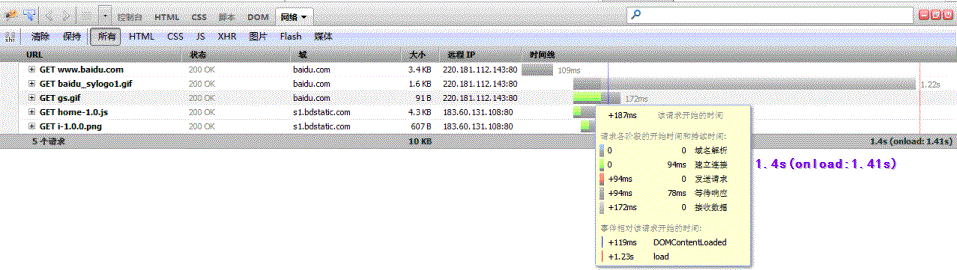 控制台 HTML CSS 脚本 DOM 网络
清除 保持 所有 HTML CSS JS XHR 图片 Flash 媒体
URL 状态 域 大小 远程 IP 时间线
GET www.baidu.com 200 OK baidu.com 3.4 KB 220.181.112.143:80 109ms
GET baidu_sylogo1.gif 200 OK baidu.com 1.6 KB 220.181.112.143:80 1.22s
GET gs.gif 200 OK baidu.com 91 B 220.181.112.143:80 172ms
GET home-1.0.js 200 OK s1.bdstatic.com 4.3 KB 183.60.131.108:80
GET i-1.0.0.png 200 OK s1.bdstatic.com 607 B 183.60.131.108:80
5 个请求 10 KB 1.4s (onload: 1.41s)
+187ms 该请求开始的时间
请求各阶段的开始时间和持续时间:
0 0 域名解析
0 94ms 建立连接
+94ms 0 发送请求
+94ms 78ms 等待响应
+172ms 0 接收数据
事件相对该请求开始的时间:
+119ms DOMContentLoaded
+1.23s load
1.4s(onload:1.41s)